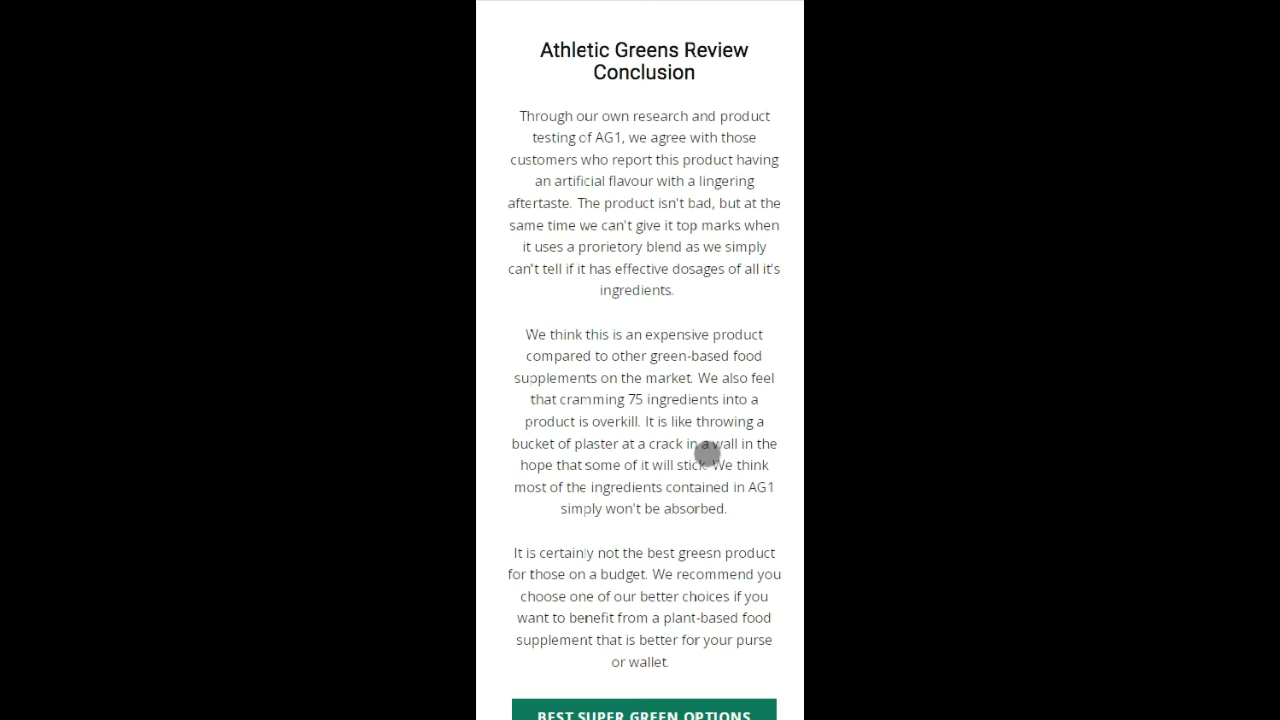 Athletic Greens Review
Conclusion
Through our own research and product
testing of AG1, we agree with those
customers who report this product having
an artificial flavour with a lingering
aftertaste. The product isn't bad, but at the
same time we can't give it top marks when
it uses a prorietory blend as we simply
can't tell if it has effective dosages of all it's
ingredients.
We think this is an expensive product
compared to other green-based food
supplements on the market. We also feel
that cramming 75 ingredients into a
product is overkill. It is like throwing a
bucket of plaster at a crack in a wall in the
hope that some of it will stick. We think
most of the ingredients contained in AG1
simply won't be absorbed.
It is certainly not the best greesn product
for those on a budget. We recommend you
choose one of our better choices if you
want to benefit from a plant-based food
supplement that is better for your purse
or wallet.
BEST SUPER GREEN OPTIONS